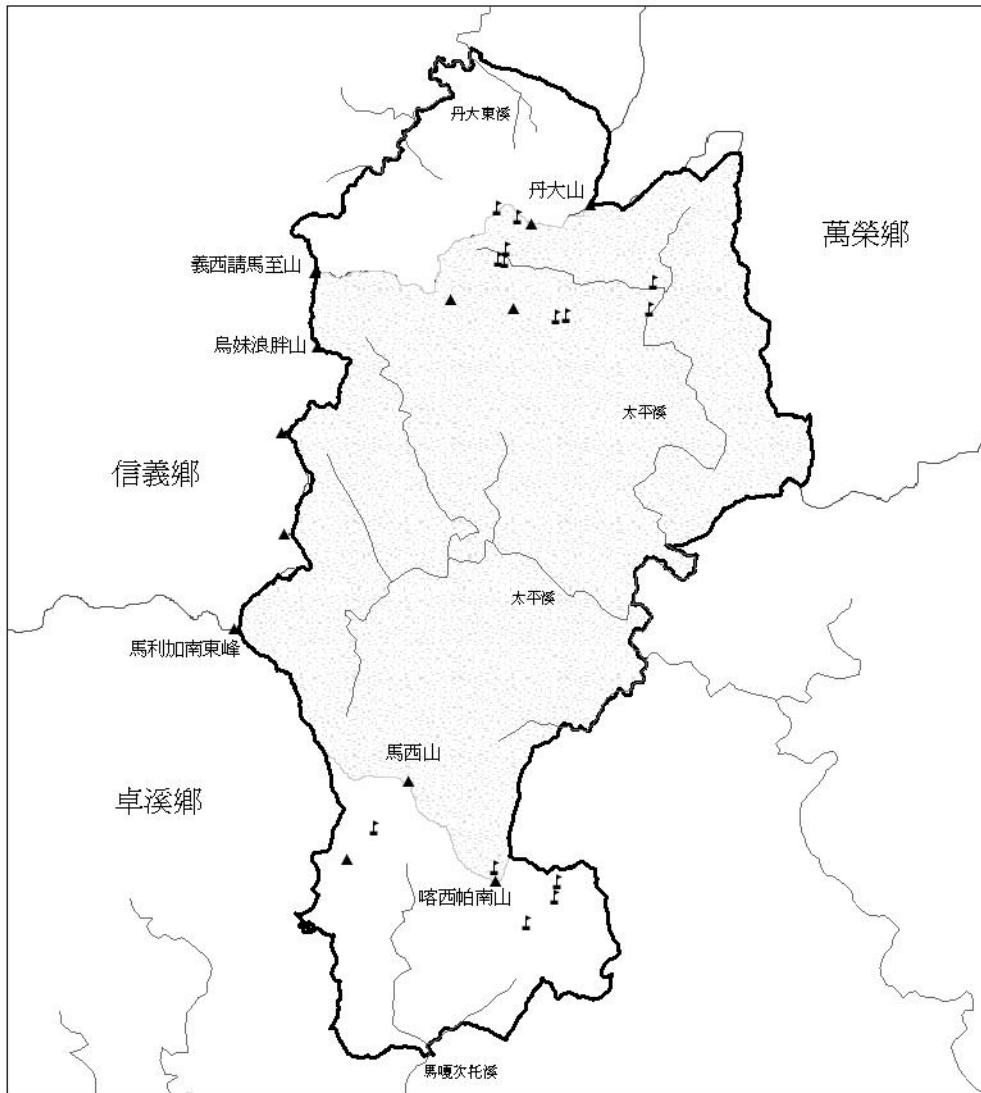 丹大東溪
丹大山
萬榮鄉
義西請馬至山
烏妹浪胖山
太平溪
信義鄉
太平溪
馬利加南東峰
馬西山
卓溪鄉
喀西帕南山
馬嘎次托溪